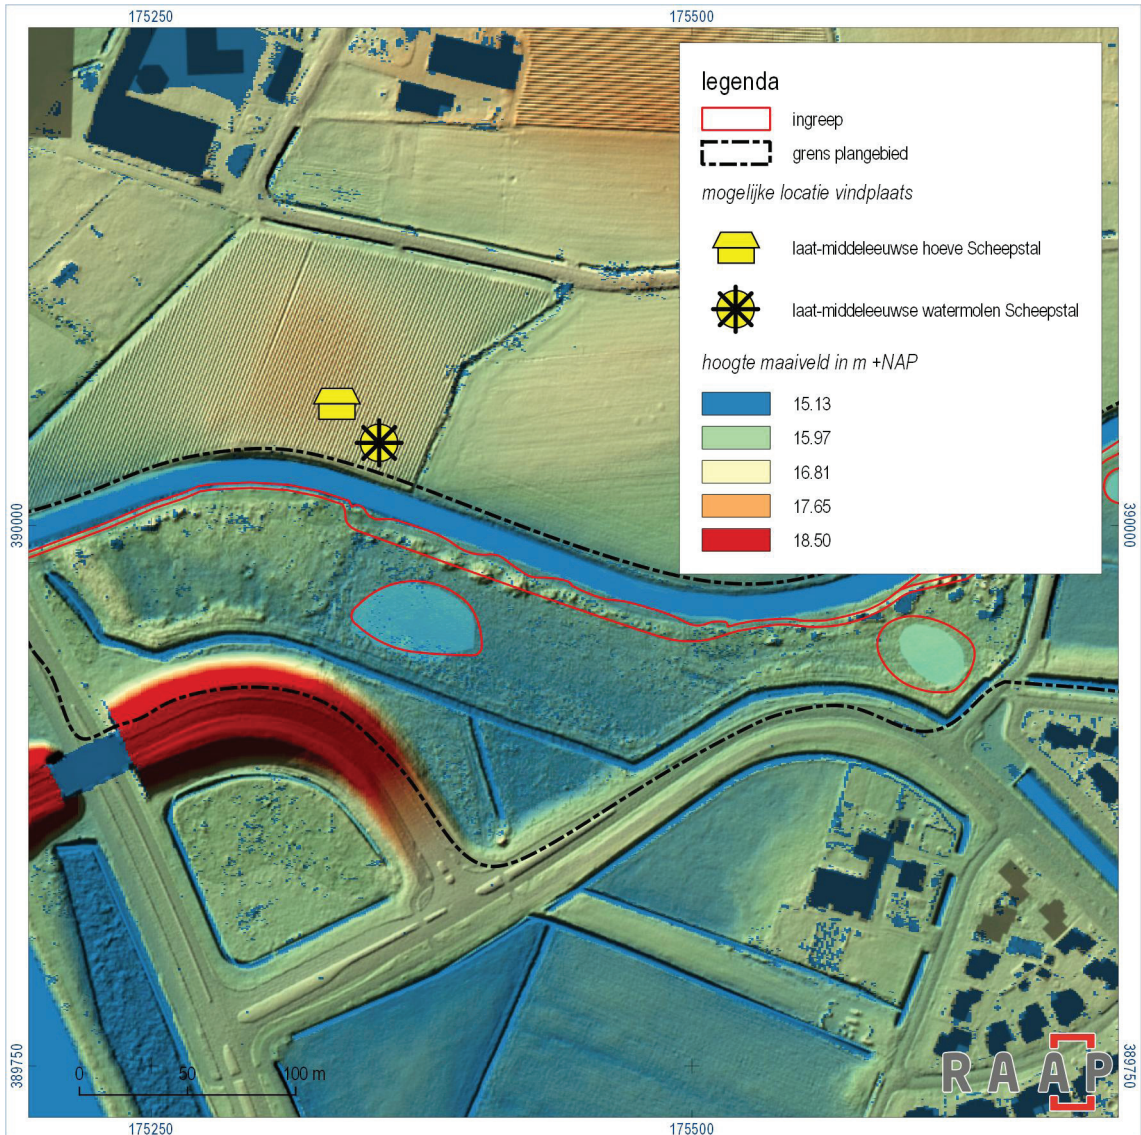 175250 175500
legenda
ingreep
grens plangebied
mogelijke locatie vindplaats
laat-middeleeuwse hoeve Scheepstal
laat-middeleeuwse watermolen Scheepstal
hoogte maaiveld in m +NAP
15.13
15.97
16.81
17.65
18.50
390000 390000
389750 389750
0 50 100 m
RAAP
175250 175500